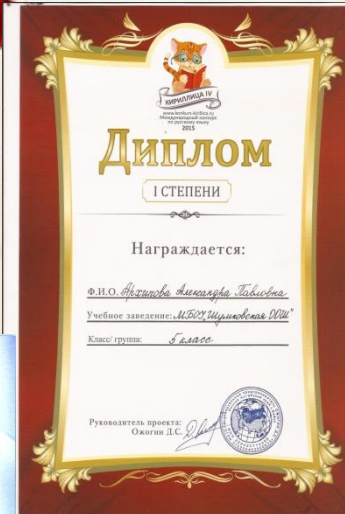 КИРИЛЛИЦА IV
www.konkurs-kirillica.ru
Международный конкурс
по русскому языку
2015
Диплом
I СТЕПЕНИ
Награждается:
Ф.И.О. Архипова Александра Павловна
Учебное заведение: МБОУ "Шумковская ООШ"
Класс/ группа: 5 класс
Руководитель проекта:
Ожогин Д.С.